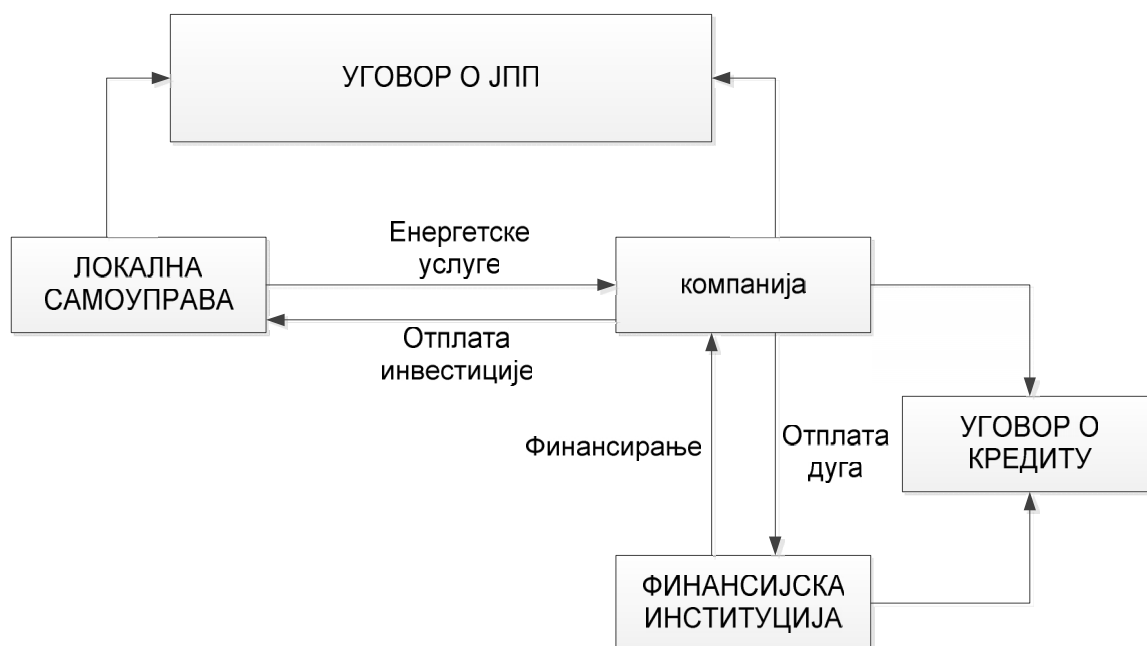 УГОВОР О ЈПП
Енергетске
услуге
ЛОКАЛНА
САМОУПРАВА
компанија
Отплата
инвестиције
Финансирање
Отплата
дуга
УГОВОР О
КРЕДИТУ
ФИНАНСИЈСКА
ИНСТИТУЦИЈА